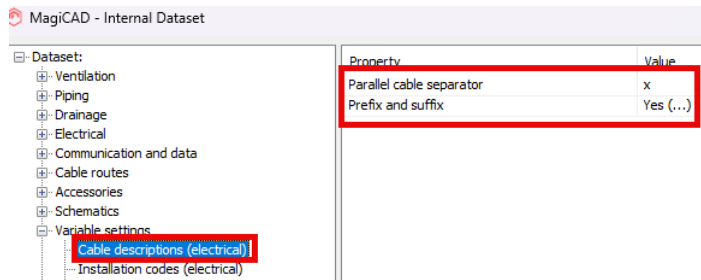 MagiCAD - Internal Dataset
Dataset:
Ventilation
Piping
Drainage
Electrical
Communication and data
Cable routes
Accessories
Schematics
Variable settings
Cable descriptions (electrical)
Installation codes (electrical)
Property Value
Parallel cable separator x
Prefix and suffix Yes (...)